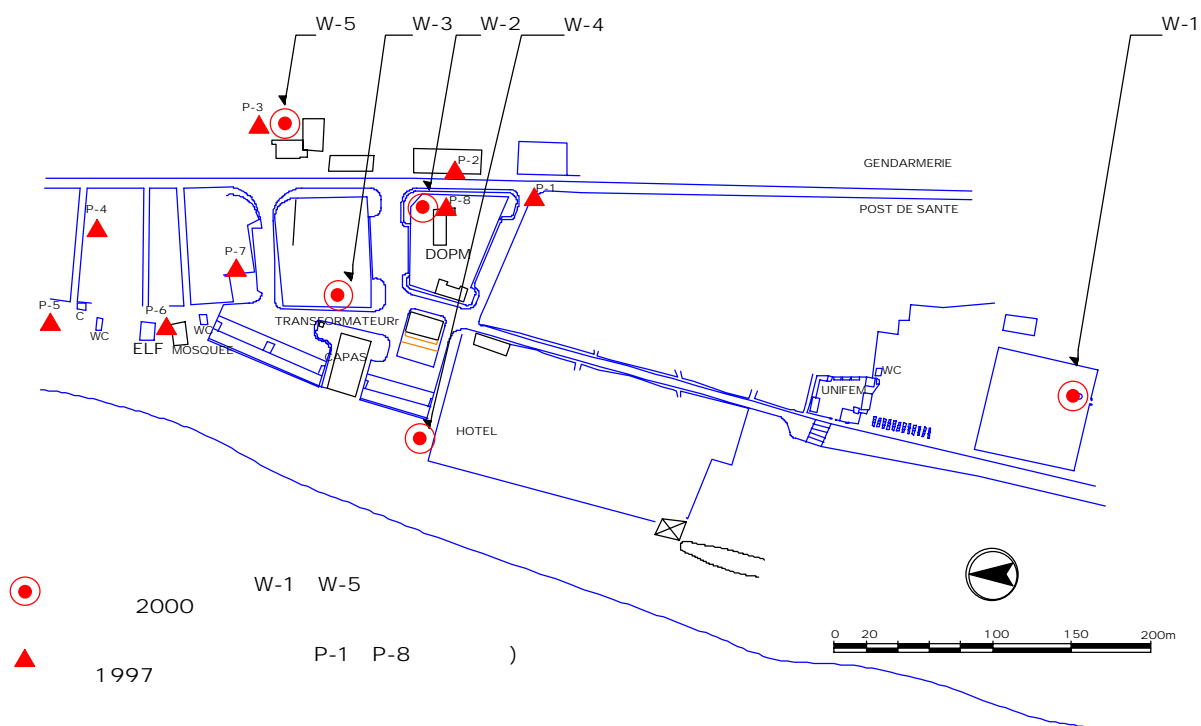 W-5
W-3
W-2
W-4
W-1
P-3
P-2
GENDARMERIE
P-1
P-8
POST DE SANTE
P-4
P-7
DOPM
P-5
C
WC
P-6
WC
ELF
MOSQUEE
TRANSFORMATEURr
CAPAS
WC
UNIFEM
HOTEL
W-1 W-5
2000
P-1 P-8 )
1997
0 20 100 150 200m